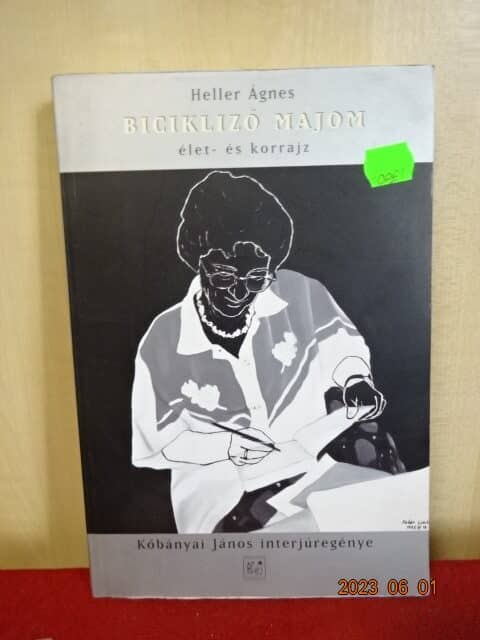 Heller Ágnes
BICIKLIZŐ MAJOM
élet- és korrajz
Kőbányai János interjúregénye
2023 06 01